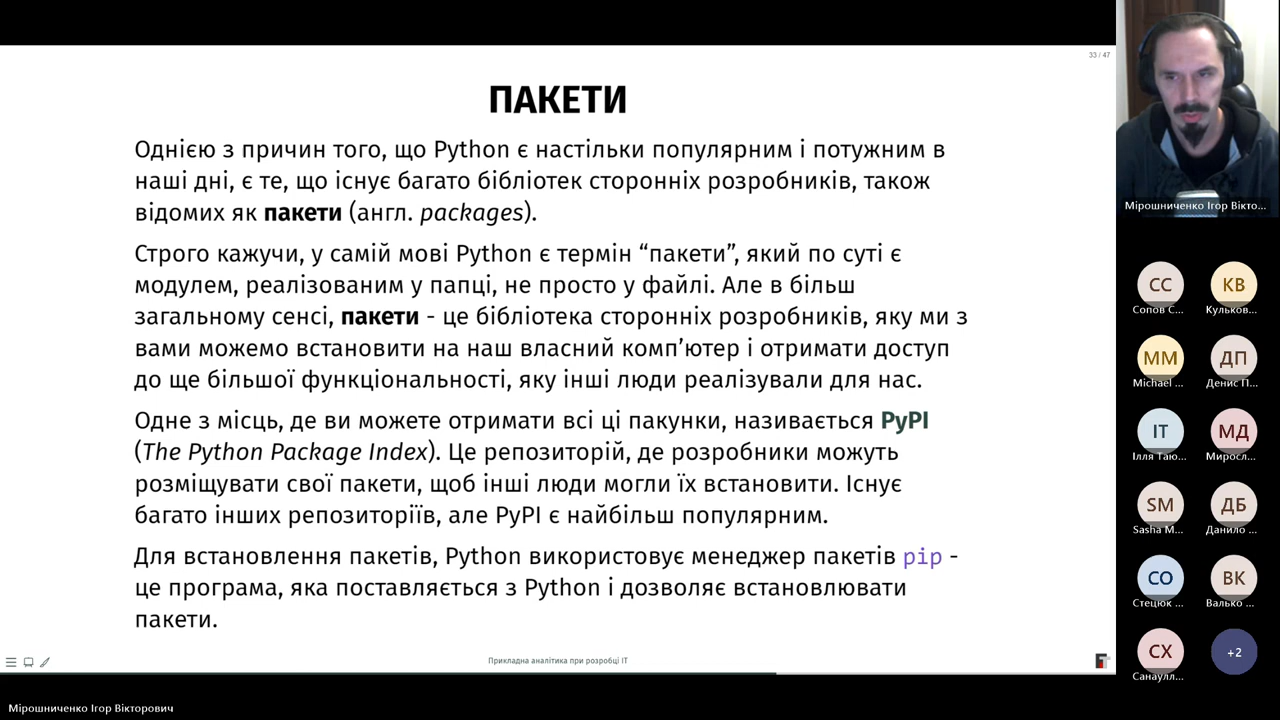 33 / 47
ПАКЕТИ
Однією з причин того, що Python є настільки популярним і потужним в
наші дні, є те, що існує багато бібліотек сторонніх розробників, також
відомих як пакети (англ. packages).
Строго кажучи, у самій мові Python є термін “пакети”, який по суті є
модулем, реалізованим у папці, не просто у файлі. Але в більш
загальному сенсі, пакети - це бібліотека сторонніх розробників, яку ми з
вами можемо встановити на наш власний комп’ютер і отримати доступ
до ще більшої функціональності, яку інші люди реалізували для нас.
Одне з місць, де ви можете отримати всі ці пакунки, називається PyPI
(The Python Package Index). Це репозиторій, де розробники можуть
розміщувати свої пакети, щоб інші люди могли їх встановити. Існує
багато інших репозиторіїв, але PyPI є найбільш популярним.
Для встановлення пакетів, Python використовує менеджер пакетів pip -
це програма, яка поставляється з Python і дозволяє встановлювати
пакети.
Прикладна аналітика при розробці IT
Мірошниченко Ігор Вікторович
Мірошниченко Ігор Вікто...
СС КВ
Сопов С... Кульков...
MM ДП
Michael ... Денис П...
ІТ МД
Ілля Таю... Миросл...
SM ДБ
Sasha M... Данило ...
СО ВК
Стецюк ... Валько ...
СХ +2
Санаулл...